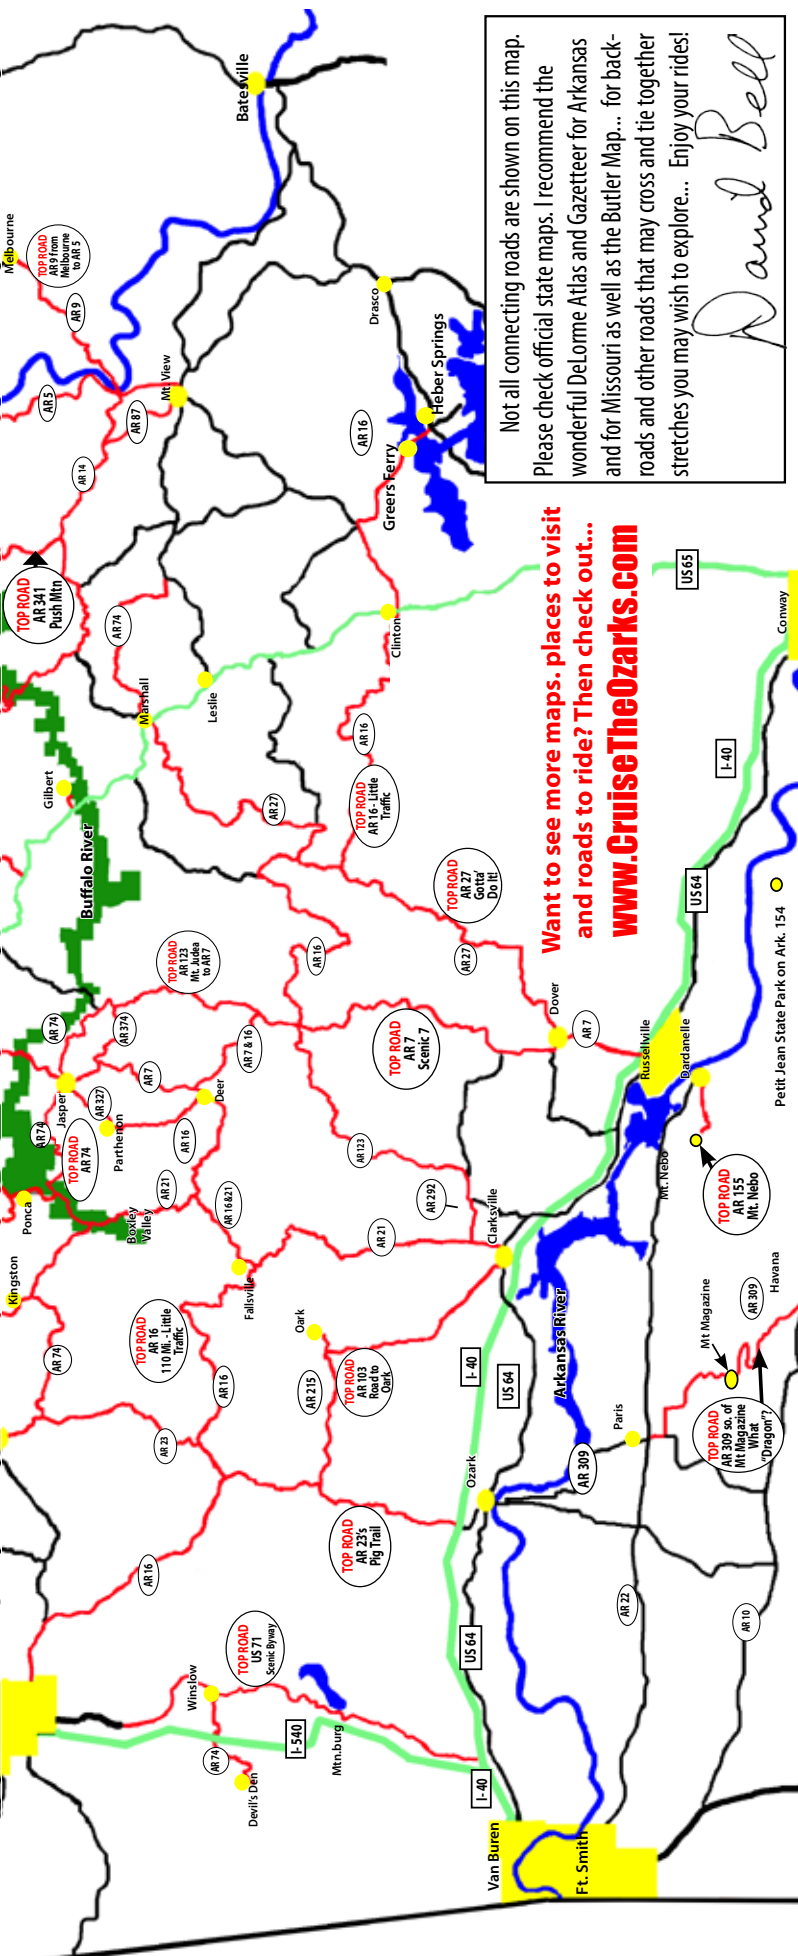 Batesville
Melbourne
TOP ROAD
AR 9 from
Melbourne
to AR 5
AR 9
AR 5
Mt. View
AR 87
AR 14
Drasco
Heber Springs
AR 16
Greers Ferry
TOP ROAD
AR 341
Push Mtn
AR 74
Marshall
Leslie
Clinton
Gilbert
Buffalo River
AR 27
AR 16
TOP ROAD
AR 16 - Little
Traffic
TOP ROAD
AR 27
Gotta'
Do It!
AR 27
AR 16
TOP ROAD
AR 123
Mt. Judea
to AR 7
AR 74
AR 374
AR 7
AR 7 & 16
TOP ROAD
AR 7
Scenic 7
Dover
AR 7
Jasper
AR 327
Parthenon
Deer
AR 74
TOP ROAD
AR 74
AR 16
AR 21
AR 16 &21
Ponca
Boxley
Valley
AR 123
AR 292
Clarksville
AR 21
Kingston
Fallsville
TOP ROAD
AR 16
110 Mi. - Little
Traffic
AR 74
Oark
AR 215
TOP ROAD
AR 103
Road to
Oark
AR 16
AR 23
TOP ROAD
AR 23's
Pig Trail
AR 16
TOP ROAD
US 71
Scenic Byway
Winslow
AR 74
Devil's Den
I-540
Mtn.burg
I-40
US 64
Van Buren
Ft. Smith
Ozark
AR 309
I-40
US 64
Arkansas River
Paris
AR 22
AR 10
TOP ROAD
AR 309 so. of
Mt Magazine
What
"Dragon"?
Mt Magazine
AR 309
Havana
TOP ROAD
AR 155
Mt. Nebo
Mt. Nebo
Russellville
Dardanelle
Petit Jean State Park on Ark. 154
US 64
I-40
US 65
Conway
Want to see more maps. places to visit
and roads to ride? Then check out...
www.CruiseTheOzarks.com
Not all connecting roads are shown on this map.
Please check official state maps. I recommend the
wonderful DeLorme Atlas and Gazetteer for Arkansas
and for Missouri as well as the Butler Map... for back-
roads and other roads that may cross and tie together
stretches you may wish to explore... Enjoy your rides!
David Bell